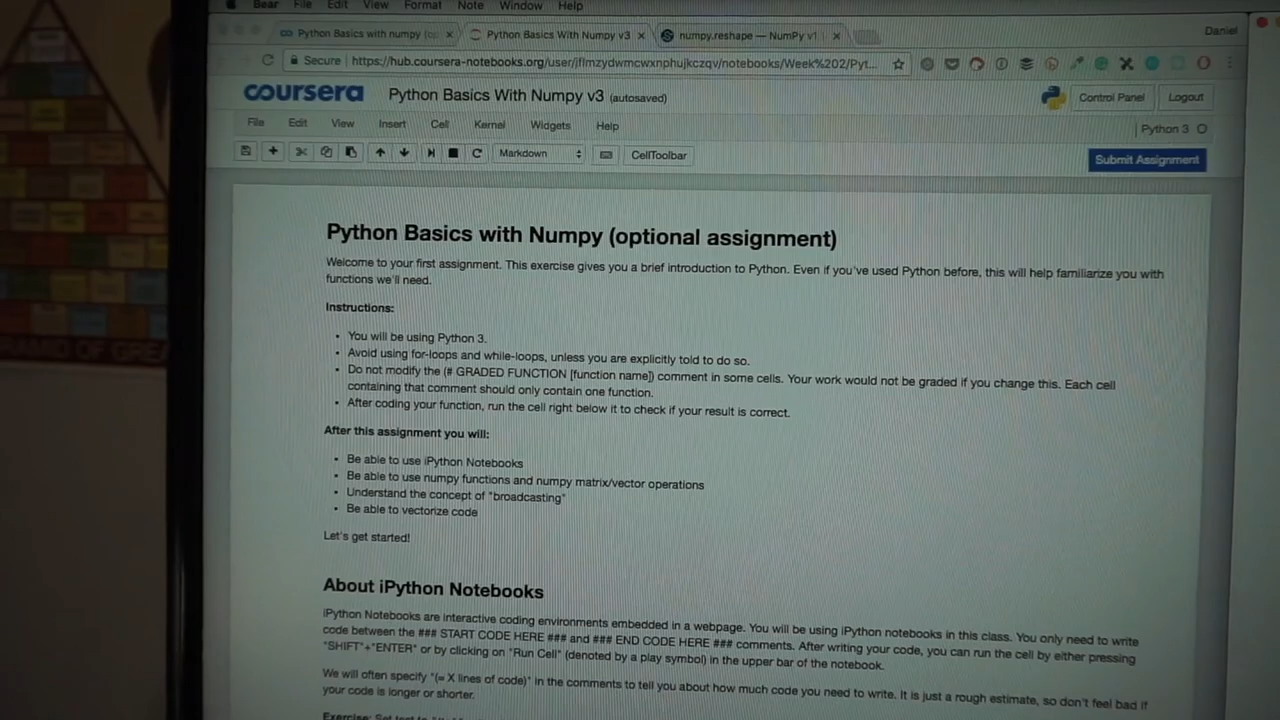 Bear File Edit View Format Note Window Help
Python Basics with numpy (op
Python Basics With Numpy v3
numpy.reshape — NumPy v1
Daniel
Secure | https://hub.coursera-notebooks.org/user/jflmzydwmcwxnphujkczqv/notebooks/Week%202/Pyt...
coursera Python Basics With Numpy v3 (autosaved)
Control Panel Logout
File Edit View Insert Cell Kernel Widgets Help
Python 3
Markdown CellToolbar
Submit Assignment
Python Basics with Numpy (optional assignment)
Welcome to your first assignment. This exercise gives you a brief introduction to Python. Even if you've used Python before, this will help familiarize you with
functions we'll need.
Instructions:
• You will be using Python 3.
• Avoid using for-loops and while-loops, unless you are explicitly told to do so.
• Do not modify the (# GRADED FUNCTION [function name]) comment in some cells. Your work would not be graded if you change this. Each cell
containing that comment should only contain one function.
• After coding your function, run the cell right below it to check if your result is correct.
After this assignment you will:
• Be able to use iPython Notebooks
• Be able to use numpy functions and numpy matrix/vector operations
• Understand the concept of "broadcasting"
• Be able to vectorize code
Let's get started!
About iPython Notebooks
iPython Notebooks are interactive coding environments embedded in a webpage. You will be using iPython notebooks in this class. You only need to write
code between the ### START CODE HERE ### and ### END CODE HERE ### comments. After writing your code, you can run the cell by either pressing
"SHIFT"+"ENTER" or by clicking on "Run Cell" (denoted by a play symbol) in the upper bar of the notebook.
We will often specify "(≈ X lines of code)" in the comments to tell you about how much code you need to write. It is just a rough estimate, so don't feel bad if
your code is longer or shorter.
Exercise: Set test to